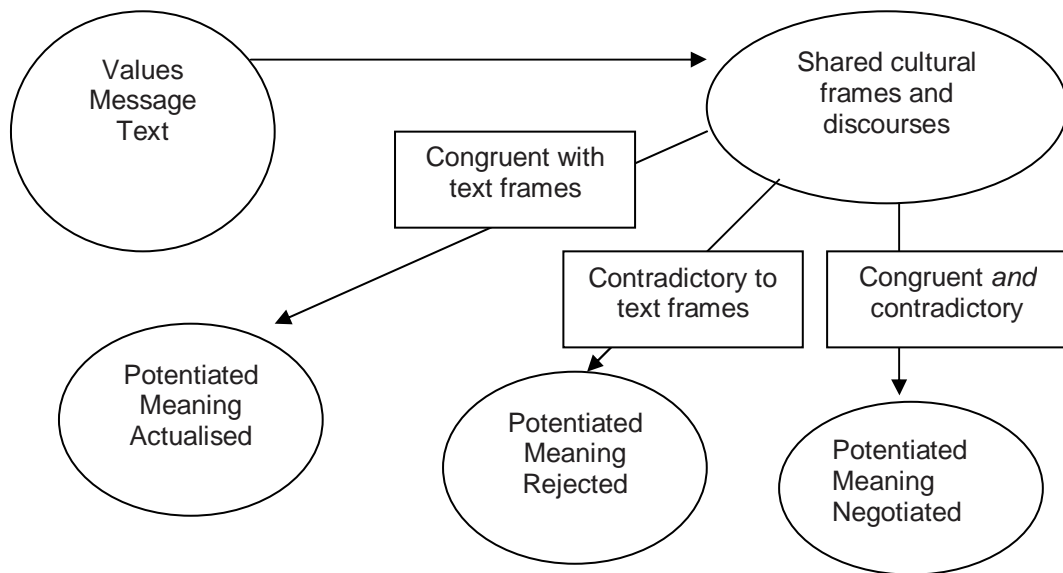 Values
Message
Text
Shared cultural
frames and
discourses
Congruent with
text frames
Contradictory to
text frames
Congruent and
contradictory
Potentiated
Meaning
Actualised
Potentiated
Meaning
Rejected
Potentiated
Meaning
Negotiated